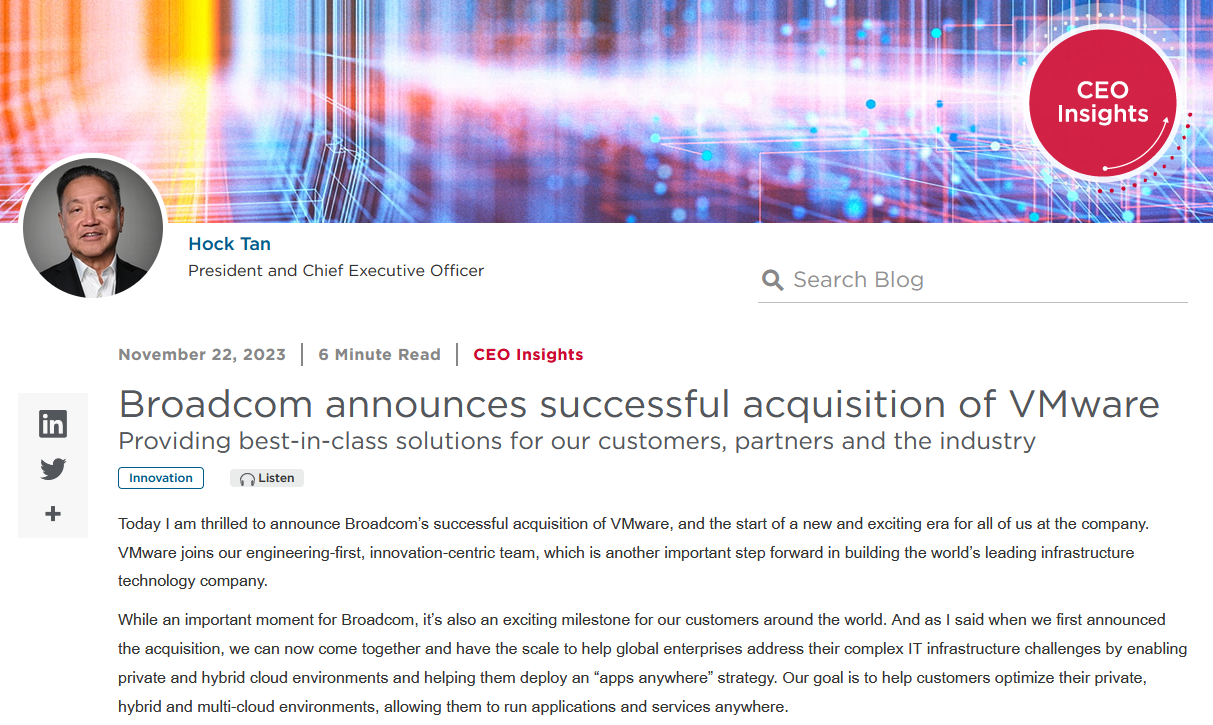 CEO
Insights
Hock Tan
President and Chief Executive Officer
Search Blog
November 22, 2023 | 6 Minute Read | CEO Insights
Broadcom announces successful acquisition of VMware
Providing best-in-class solutions for our customers, partners and the industry
Innovation Listen
Today I am thrilled to announce Broadcom’s successful acquisition of VMware, and the start of a new and exciting era for all of us at the company.
VMware joins our engineering-first, innovation-centric team, which is another important step forward in building the world’s leading infrastructure
technology company.
While an important moment for Broadcom, it’s also an exciting milestone for our customers around the world. And as I said when we first announced
the acquisition, we can now come together and have the scale to help global enterprises address their complex IT infrastructure challenges by enabling
private and hybrid cloud environments and helping them deploy an “apps anywhere” strategy. Our goal is to help customers optimize their private,
hybrid and multi-cloud environments, allowing them to run applications and services anywhere.